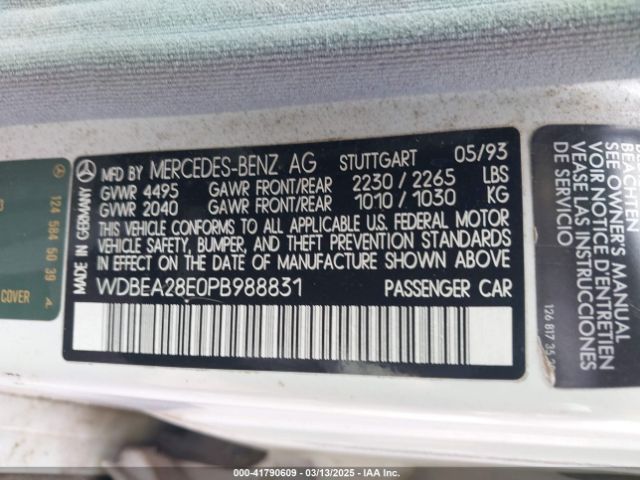 MFD BY MERCEDES-BENZ AG STUTTGART 05/93
GVWR 4495 GAWR FRONT/REAR 2230 / 2265 LBS
GVWR 2040 GAWR FRONT/REAR 1010 / 1030 KG
THIS VEHICLE CONFORMS TO ALL APPLICABLE U.S. FEDERAL MOTOR
VEHICLE SAFETY, BUMPER, AND THEFT PREVENTION STANDARDS
IN EFFECT ON THE DATE OF MANUFACTURE SHOWN ABOVE
WDBEA28E0PB988831 PASSENGER CAR
MADE IN GERMANY
124 584 50 39
COVER
BEACHTEN
SEE OWNER'S MANUAL
VOIR NOTICE D'EMPLOI
VEASE LAS INSTRUCCIONES
DE SERVICIO
126 817 35
000-41790609 - 03/13/2025 - IAAI.COM